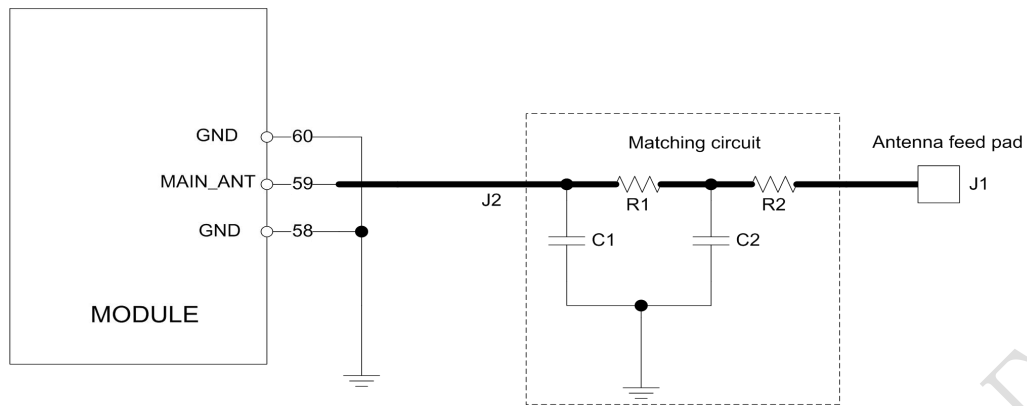 GND 60
MAIN_ANT 59
GND 58
MODULE
J2
Matching circuit
R1
R2
C1
C2
Antenna feed pad
J1